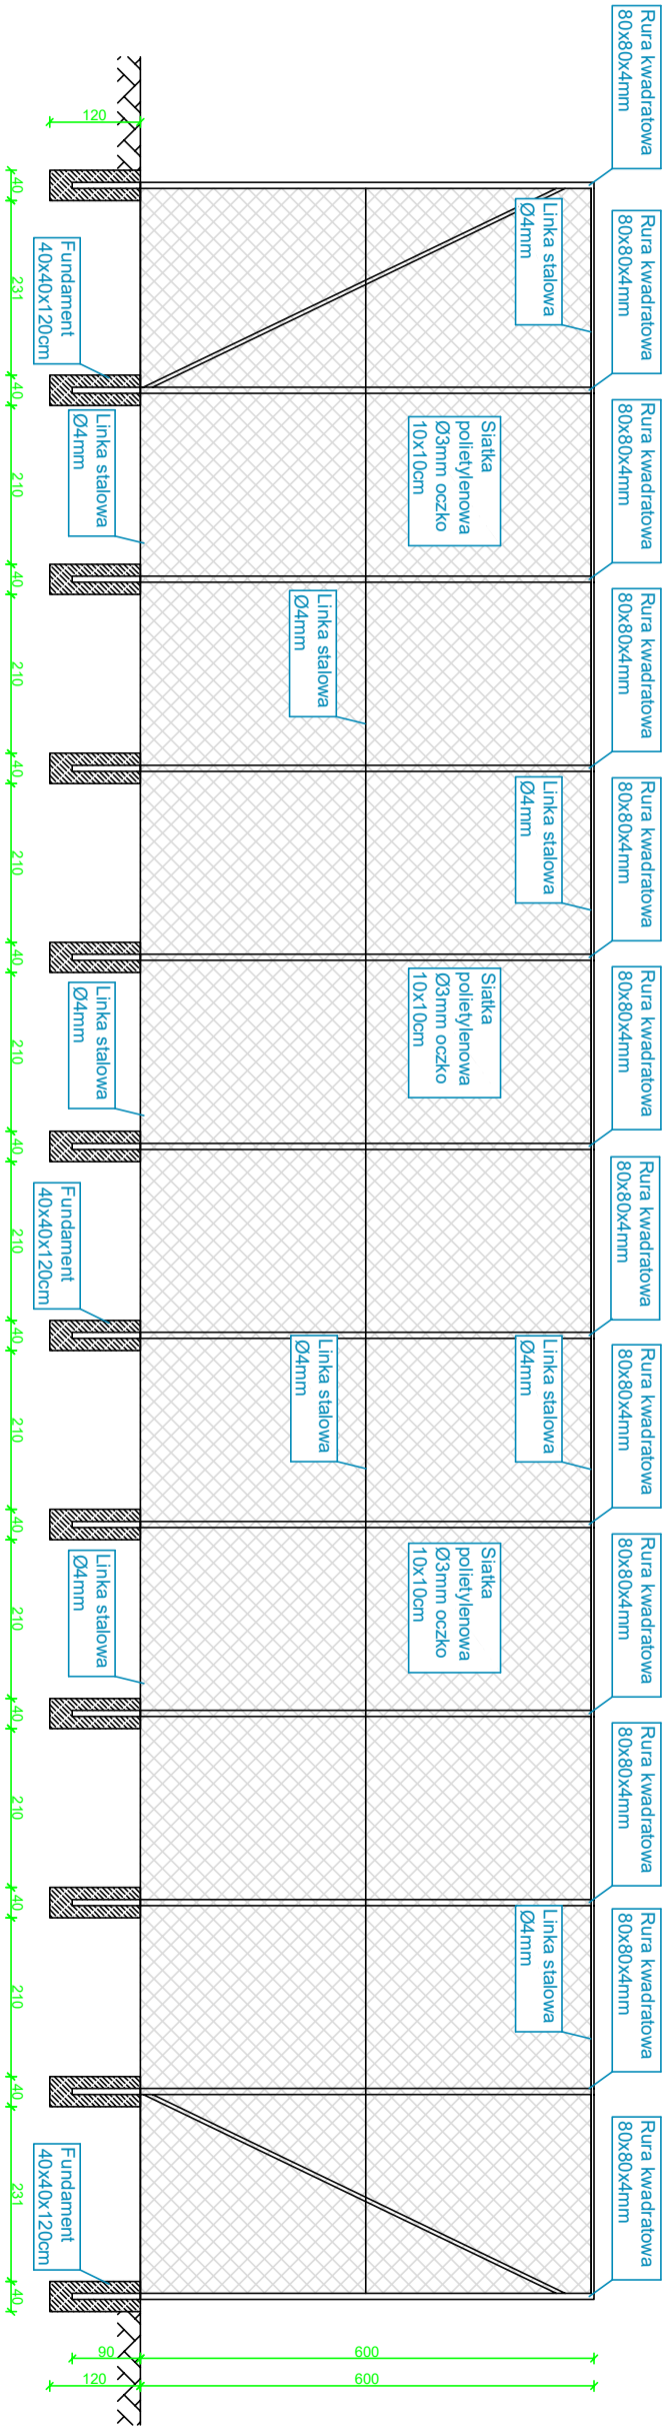 Rura kwadratowa
80x80x4mm
Rura kwadratowa
80x80x4mm
Rura kwadratowa
80x80x4mm
Rura kwadratowa
80x80x4mm
Rura kwadratowa
80x80x4mm
Rura kwadratowa
80x80x4mm
Rura kwadratowa
80x80x4mm
Rura kwadratowa
80x80x4mm
Rura kwadratowa
80x80x4mm
Rura kwadratowa
80x80x4mm
Rura kwadratowa
80x80x4mm
Rura kwadratowa
80x80x4mm
Linka stalowa
Ø4mm
Linka stalowa
Ø4mm
Linka stalowa
Ø4mm
Linka stalowa
Ø4mm
Siatka
polietylenowa
Ø3mm oczko
10x10cm
Siatka
polietylenowa
Ø3mm oczko
10x10cm
Siatka
polietylenowa
Ø3mm oczko
10x10cm
600
600
Linka stalowa
Ø4mm
Linka stalowa
Ø4mm
120
Linka stalowa
Ø4mm
Linka stalowa
Ø4mm
Linka stalowa
Ø4mm
90
120
Fundament
40x40x120cm
Fundament
40x40x120cm
Fundament
40x40x120cm
40 231 40 210 40 210 40 210 40 210 40 210 40 210 40 210 40 210 40 210 40 231 40